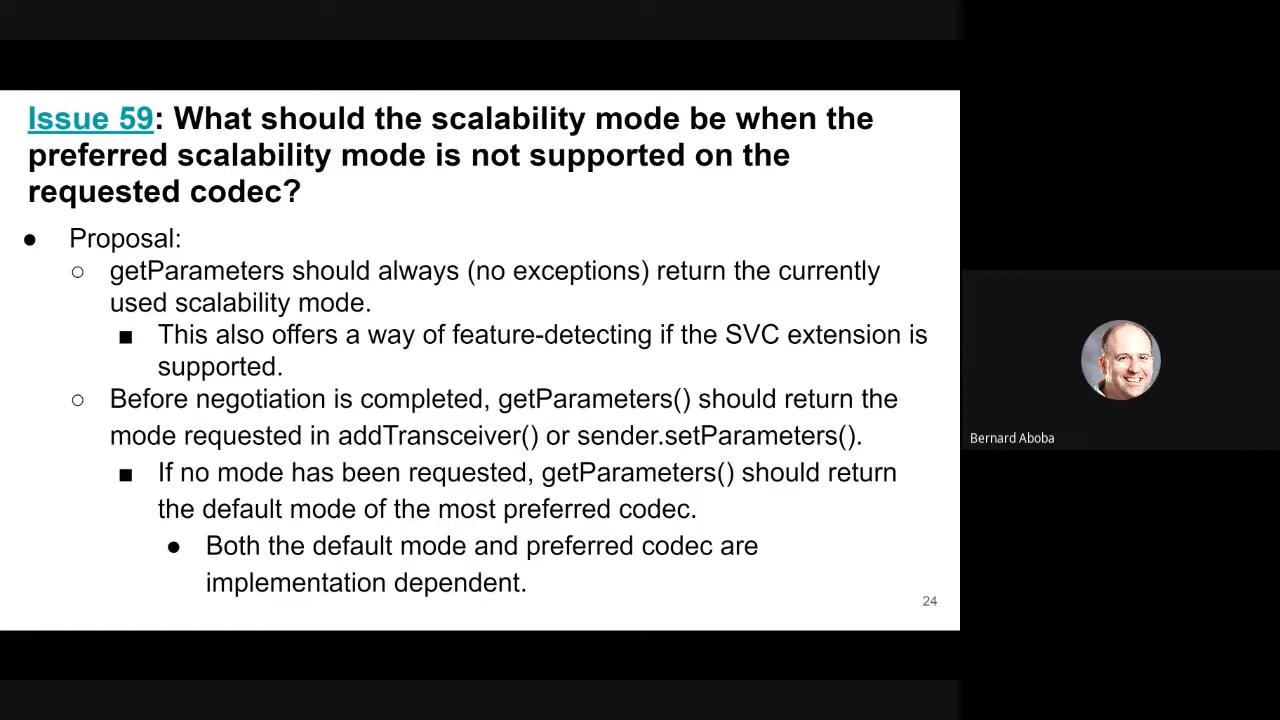 Issue 59: What should the scalability mode be when the
preferred scalability mode is not supported on the
requested codec?
● Proposal:
○ getParameters should always (no exceptions) return the currently
used scalability mode.
■ This also offers a way of feature-detecting if the SVC extension is
supported.
○ Before negotiation is completed, getParameters() should return the
mode requested in addTransceiver() or sender.setParameters().
■ If no mode has been requested, getParameters() should return
the default mode of the most preferred codec.
● Both the default mode and preferred codec are
implementation dependent.
24
Bernard Aboba